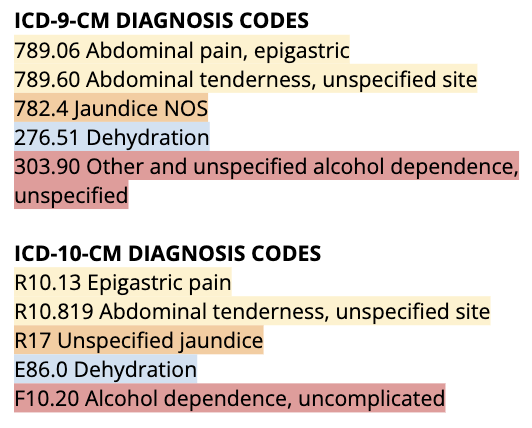 ICD-9-CM DIAGNOSIS CODES
789.06 Abdominal pain, epigastric
789.60 Abdominal tenderness, unspecified site
782.4 Jaundice NOS
276.51 Dehydration
303.90 Other and unspecified alcohol dependence,
unspecified
ICD-10-CM DIAGNOSIS CODES
R10.13 Epigastric pain
R10.819 Abdominal tenderness, unspecified site
R17 Unspecified jaundice
E86.0 Dehydration
F10.20 Alcohol dependence, uncomplicated